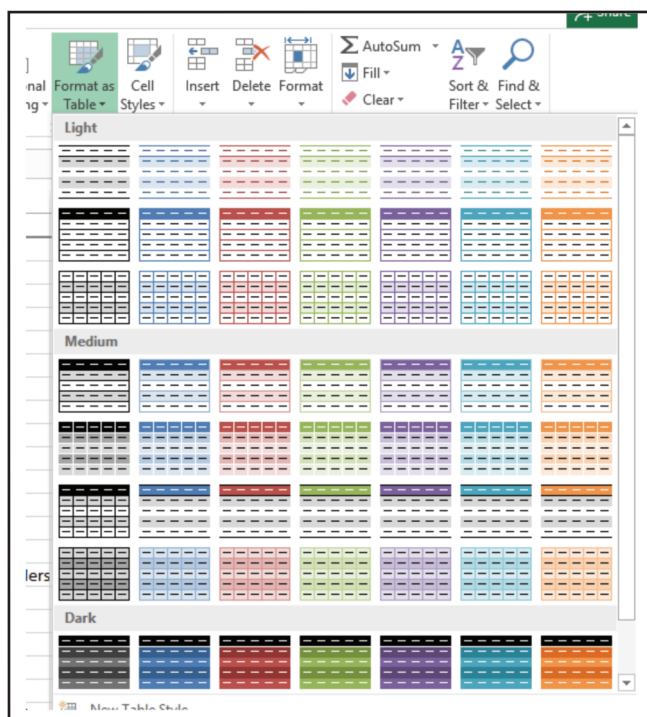 Share
AutoSum
Fill
Clear
nal Format as Cell Insert Delete Format Sort & Find &
ng Table Styles Filter Select
Light
Medium
lers
Dark
New Table Style